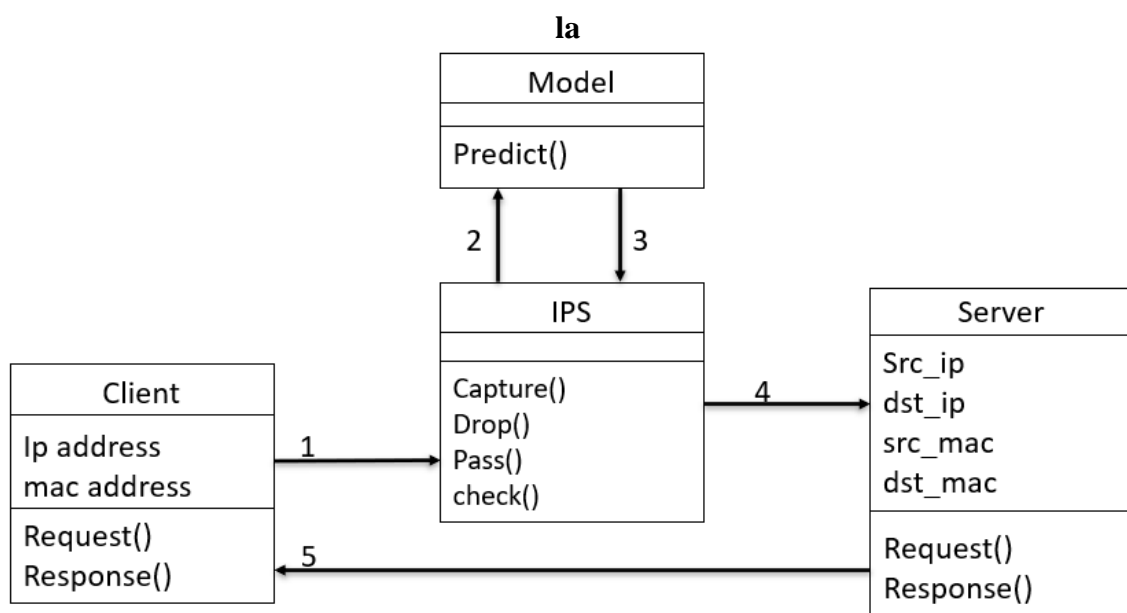 la
Model
Predict()
2
3
IPS
Capture()
Drop()
Pass()
check()
Client
Ip address
mac address
Request()
Response()
1
4
5
Server
Src_ip
dst_ip
src_mac
dst_mac
Request()
Response()